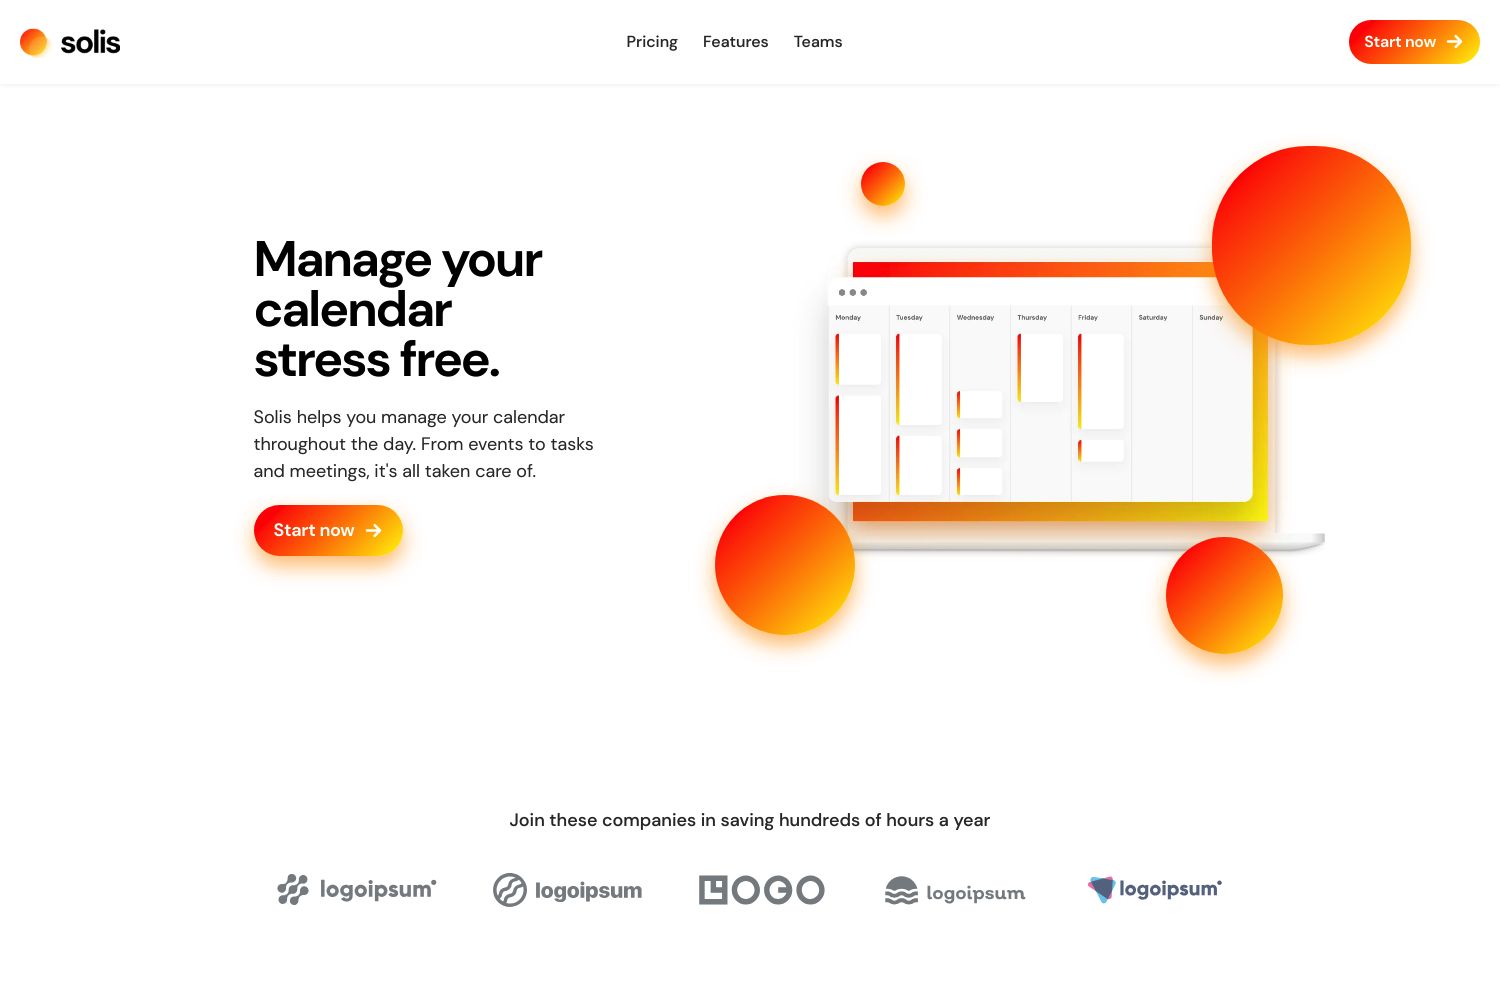 solis
Pricing Features Teams
Start now
Manage your
calendar
stress free.
Solis helps you manage your calendar
throughout the day. From events to tasks
and meetings, it's all taken care of.
Start now
Monday Tuesday Wednesday Thursday Friday Saturday Sunday
Join these companies in saving hundreds of hours a year
logoipsum logoipsum LOGO logoipsum logoipsum